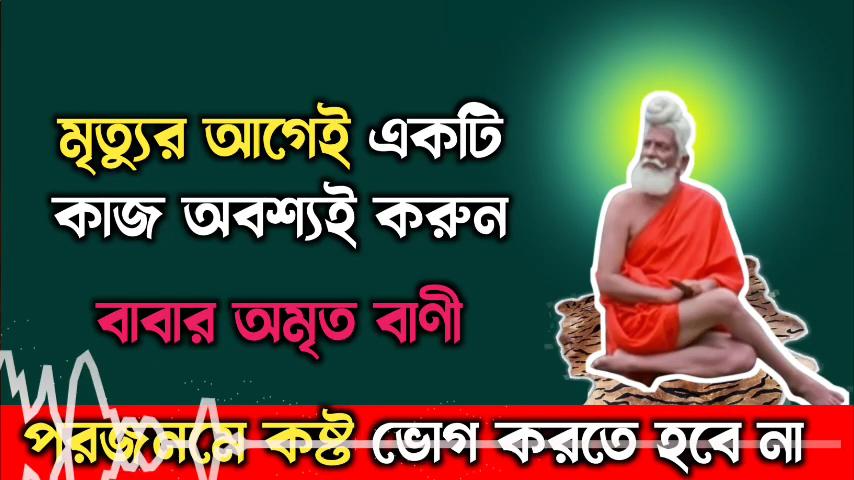 মৃত্যুর আগেই একটি
কাজ অবশ্যই করুন
বাবার অমৃত বাণী
পরজনমে কষ্ট ভোগ করতে হবে না